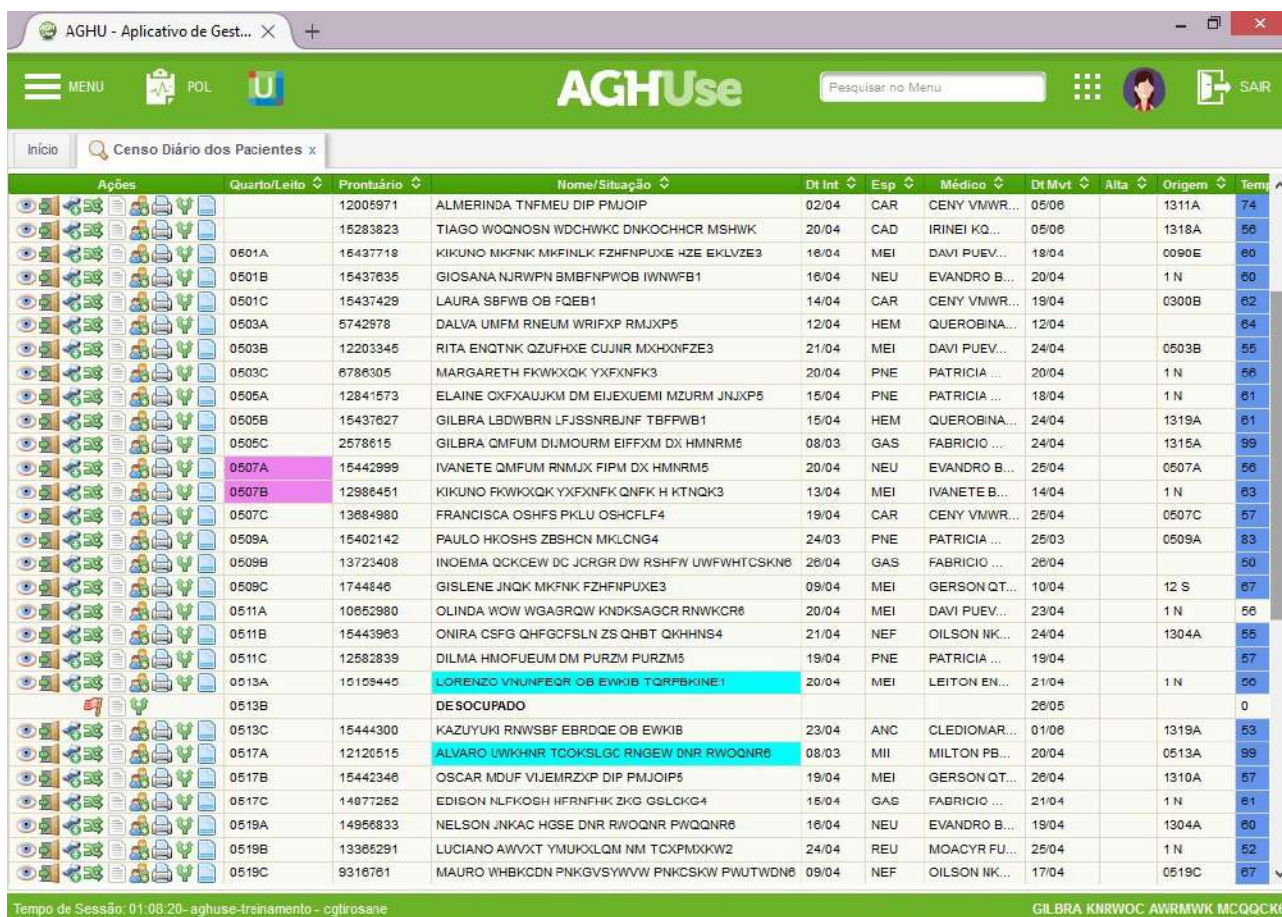 AGHU - Aplicativo de Gest...
MENU POL U AGHUse Pesquisar no Menu SAIR
Início Censo Diário dos Pacientes x
Ações Quarto/Leito Prontuário Nome/Situação Dt Int Esp Médico Dt Mvt Alta Origem Temp
12005971 ALMERINDA TNFMEU DIP PMJOIP 02/04 CAR CENY VMWR... 05/06 1311A 74
15283823 TIAGO WOQNOSN WDCHWKC DNKOCHHCR MSHWK 20/04 CAD IRINEI KQ... 05/06 1318A 56
0501A 15437718 KIKUNO MKFNK MKFINLK FZHFNPUXE HZE EKLVZE3 16/04 MEI DAVI PUEV... 18/04 0090E 60
0501B 15437635 GIOSANA NJRWPN BMBFNPWOB IWNWFB1 16/04 NEU EVANDRO B... 20/04 1 N 60
0501C 15437429 LAURA SBFWB OB FQEB1 14/04 CAR CENY VMWR... 19/04 0300B 62
0503A 5742978 DALVA UMFM RNEUM WRIFXP RMJXP5 12/04 HEM QUEROBINA... 12/04 64
0503B 12203345 RITA ENQTNK QZUFHXE CUJNR MXHXNFZE3 21/04 MEI DAVI PUEV... 24/04 0503B 55
0503C 6786305 MARGARETH FKWKXQK YXFXNFK3 20/04 PNE PATRICIA ... 20/04 1 N 56
0505A 12841573 ELAINE OXFXAUJKM DM EIJEXUEMI MZURM JNJXP5 15/04 PNE PATRICIA ... 18/04 1 N 61
0505B 15437627 GILBRA LBDWBRN LFJSSNRBJNF TBFPWB1 15/04 HEM QUEROBINA... 24/04 1319A 61
0505C 2578615 GILBRA QMFUM DIJMOURM EIFFXM DX HMNRM5 08/03 GAS FABRICIO ... 24/04 1315A 99
0507A 15442999 IVANETE QMFUM RNMJX FIPM DX HMNRM5 20/04 NEU EVANDRO B... 25/04 0507A 56
0507B 12986451 KIKUNO FKWKXQK YXFXNFK QNFK H KTNQK3 13/04 MEI IVANETE B... 14/04 1 N 63
0507C 13684980 FRANCISCA OSHFS PKLU OSHCFLF4 19/04 CAR CENY VMWR... 25/04 0507C 57
0509A 15402142 PAULO HKOSHS ZBSHCN MKLCNG4 24/03 PNE PATRICIA ... 25/03 0509A 83
0509B 13723408 INOEMA QCKCEW DC JCRGR DW RSHFW UWFWHTCSKN6 26/04 GAS FABRICIO ... 26/04 50
0509C 1744846 GISLENE JNQK MKFNK FZHFNPUXE3 09/04 MEI GERSON QT... 10/04 12 S 67
0511A 10652980 OLINDA WOW WGAGRQW KNDKSAGCR RNWKCR6 20/04 MEI DAVI PUEV... 23/04 1 N 56
0511B 15443963 ONIRA CSFG QHFGCFSLN ZS QHBT QKHHNS4 21/04 NEF OILSON NK... 24/04 1304A 55
0511C 12582839 DILMA HMOFUEUM DM PURZM PURZM5 19/04 PNE PATRICIA ... 19/04 57
0513A 15159445 LORENZO VNUNFEQR OB EWKIB TQRPBKINE1 20/04 MEI LEITON EN... 21/04 1 N 56
0513B DESOCUPADO 26/05 0
0513C 15444300 KAZUYUKI RNWSBF EBRDQE OB EWKIB 23/04 ANC CLEDIOMAR... 01/06 1319A 53
0517A 12120515 ALVARO UWKHNR TCOKSLGC RNGEW DNR RWOQNR6 08/03 MII MILTON PB... 20/04 0513A 99
0517B 15442346 OSCAR MDUF VIJEMRZXP DIP PMJOIP5 19/04 MEI GERSON QT... 26/04 1310A 57
0517C 14877252 EDISON NLFKOSH HFRNFHK ZKG GSLCKG4 15/04 GAS FABRICIO ... 21/04 1 N 61
0519A 14956833 NELSON JNKAC HGSE DNR RWOQNR PWQQNR6 16/04 NEU EVANDRO B... 19/04 1304A 60
0519B 13365291 LUCIANO AWVXT YMUKXLQM NM TCXPMXKW2 24/04 REU MOACYR FU... 25/04 1 N 52
0519C 9316761 MAURO WHBKCDN PNKGVSYWVW PNKCSKW PWUTWDN6 09/04 NEF OILSON NK... 17/04 0519C 67
Tempo de Sessão: 01:08:20- aghuse-treinamento - cgtirosane GILBRA KNRWOC AWRMWK MCQQCK6